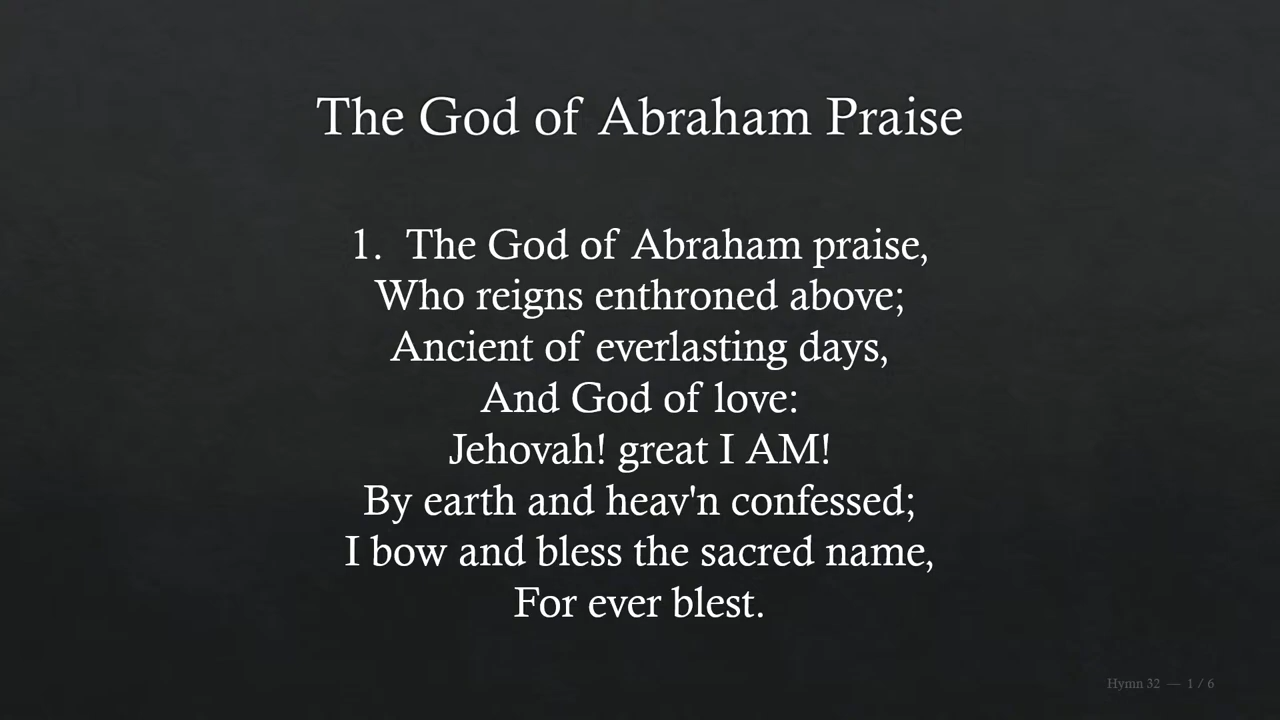 The God of Abraham Praise
1. The God of Abraham praise,
Who reigns enthroned above;
Ancient of everlasting days,
And God of love:
Jehovah! great I AM!
By earth and heav'n confessed;
I bow and bless the sacred name,
For ever blest.
Hymn 32 — 1 / 6